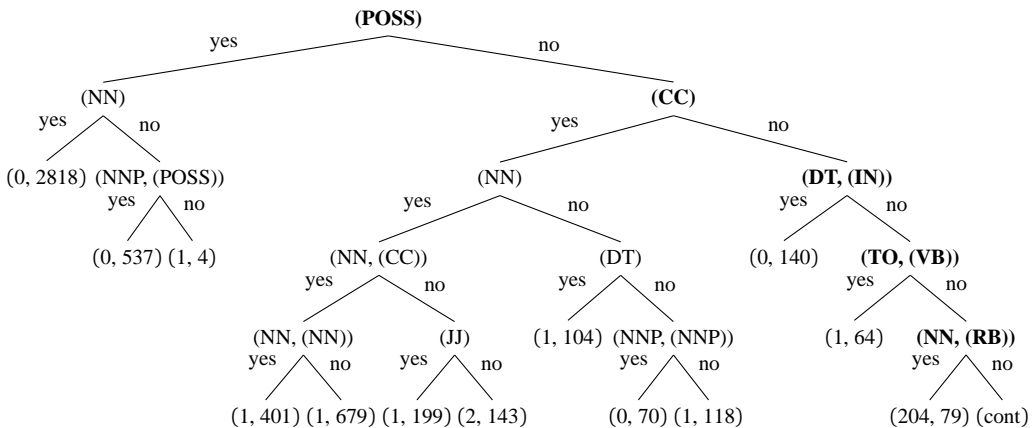 (POSS)
yes no
(NN) (CC)
yes no yes no
(0, 2818) (NNP, (POSS)) (NN) (DT, (IN))
yes no yes no yes no
(0, 537) (1, 4) (NN, (CC)) (DT) (0, 140) (TO, (VB))
yes no yes no yes no
(NN, (NN)) (JJ) (1, 104) (NNP, (NNP)) (1, 64) (NN, (RB))
yes no yes no yes no yes no
(1, 401) (1, 679) (1, 199) (2, 143) (0, 70) (1, 118) (204, 79) (cont)